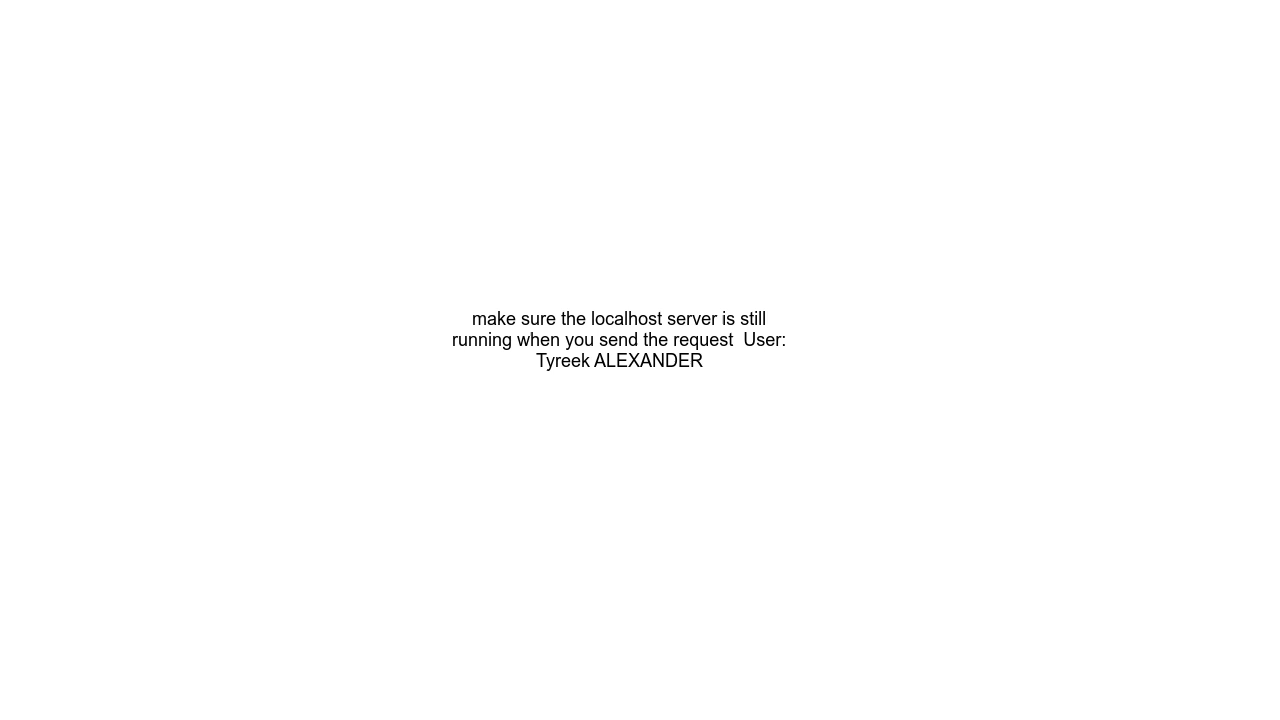 make sure the localhost server is still
running when you send the request  User:
Tyreek ALEXANDER